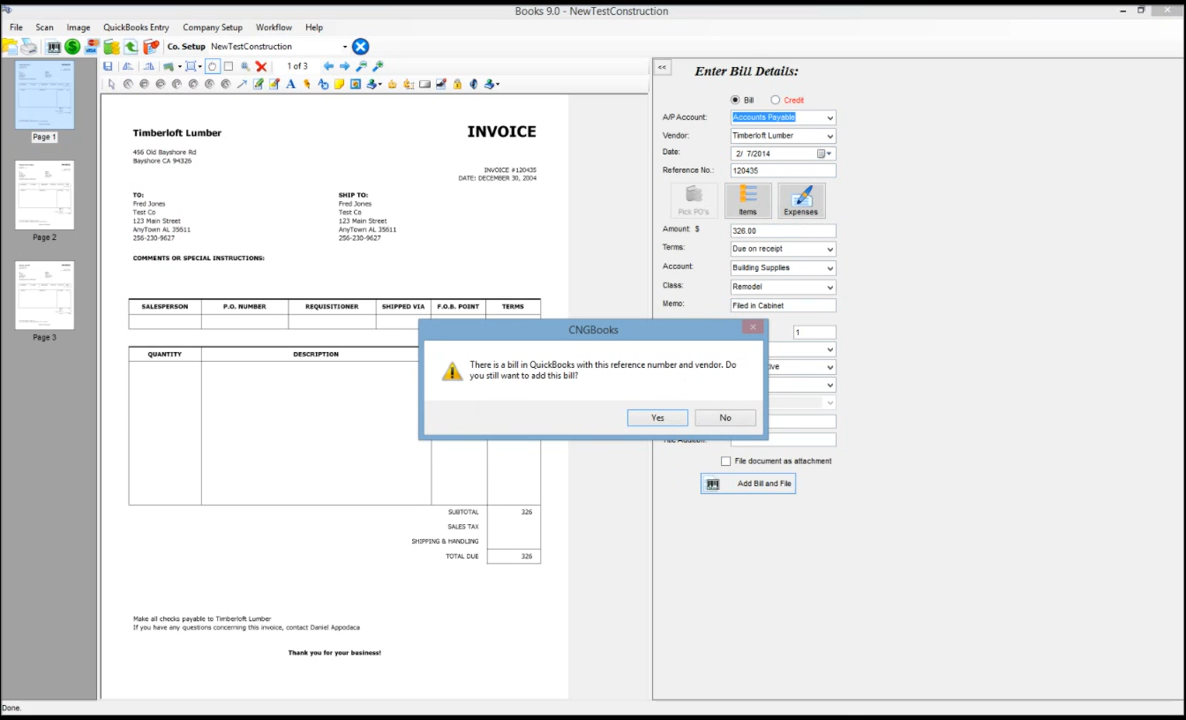 Books 9.0 - NewTestConstruction
File Scan Image QuickBooks Entry Company Setup Workflow Help
Co. Setup NewTestConstruction
1 of 3
Page 1
Page 2
Page 3
Timberloft Lumber
INVOICE
456 Old Bayshore Rd
Bayshore CA 94326
INVOICE #120435
DATE: DECEMBER 30, 2004
TO:
Fred Jones
Test Co
123 Main Street
AnyTown AL 35611
256-230-9627
SHIP TO:
Fred Jones
Test Co
123 Main Street
AnyTown AL 35611
256-230-9627
COMMENTS OR SPECIAL INSTRUCTIONS:
SALESPERSON P.O. NUMBER REQUISITIONER SHIPPED VIA F.O.B. POINT TERMS
QUANTITY DESCRIPTION
SUBTOTAL 326
SALES TAX
SHIPPING & HANDLING
TOTAL DUE 326
Make all checks payable to Timberloft Lumber
If you have any questions concerning this invoice, contact Daniel Appodaca
Thank you for your business!
<<
Enter Bill Details:
Bill Credit
A/P Account: Accounts Payable
Vendor: Timberloft Lumber
Date: 2/ 7/2014
Reference No.: 120435
Pick PO's Items Expenses
Amount: $ 326.00
Terms: Due on receipt
Account: Building Supplies
Class: Remodel
Memo: Filed in Cabinet
1
CNGBooks
There is a bill in QuickBooks with this reference number and vendor. Do
you still want to add this bill?
Yes No
File document as attachment
Add Bill and File
Done.